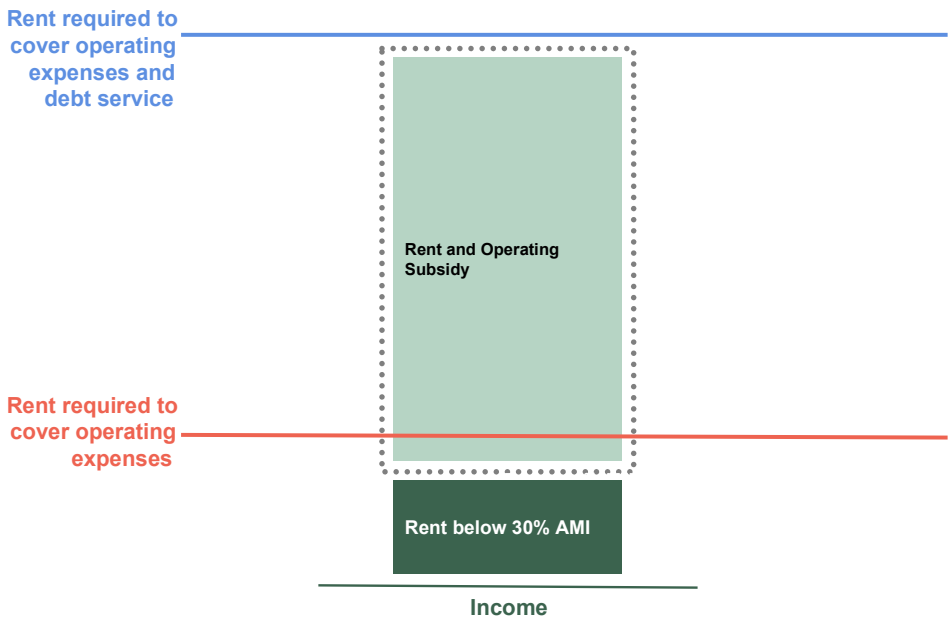 Rent required to
cover operating
expenses and
debt service
Rent and Operating
Subsidy
Rent required to
cover operating
expenses
Rent below 30% AMI
Income